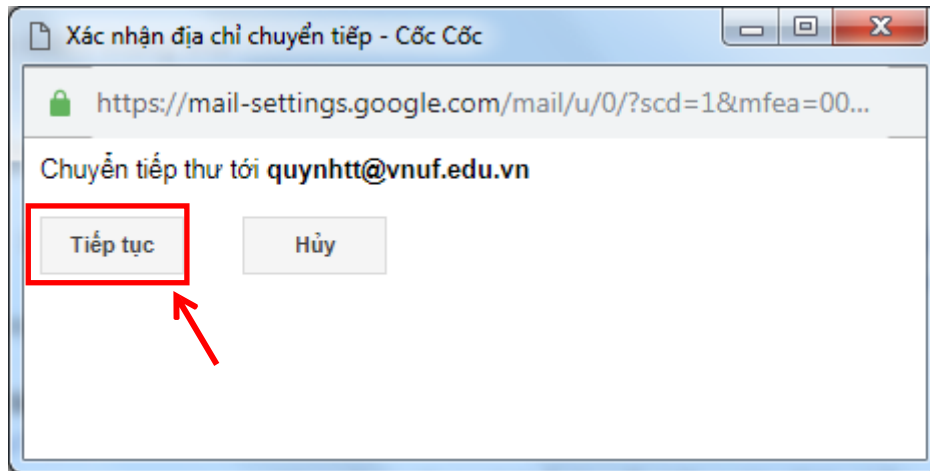 Xác nhận địa chỉ chuyển tiếp - Cốc Cốc
https://mail-settings.google.com/mail/u/0/?scd=1&mfea=00...
Chuyển tiếp thư tới quynhtt@vnuf.edu.vn
Tiếp tục Hủy